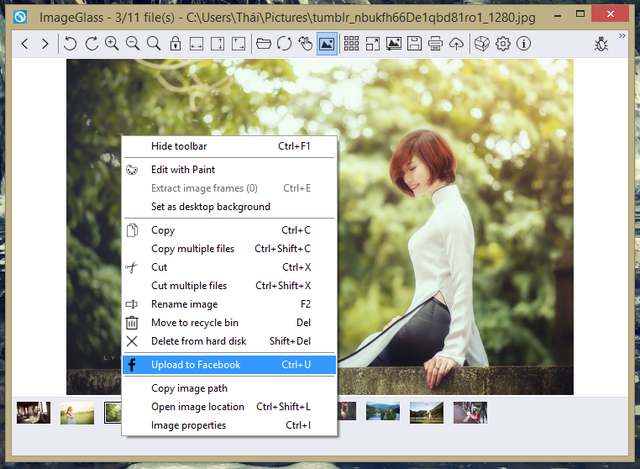 ImageGlass - 3/11 file(s) - C:\Users\Thái\Pictures\tumblr_nbukfh66De1qbd81ro1_1280.jpg
Hide toolbar Ctrl+F1
Edit with Paint
Extract image frames (0) Ctrl+E
Set as desktop background
Copy Ctrl+C
Copy multiple files Ctrl+Shift+C
Cut Ctrl+X
Cut multiple files Ctrl+Shift+X
Rename image F2
Move to recycle bin Del
Delete from hard disk Shift+Del
Upload to Facebook Ctrl+U
Copy image path
Open image location Ctrl+Shift+L
Image properties Ctrl+I